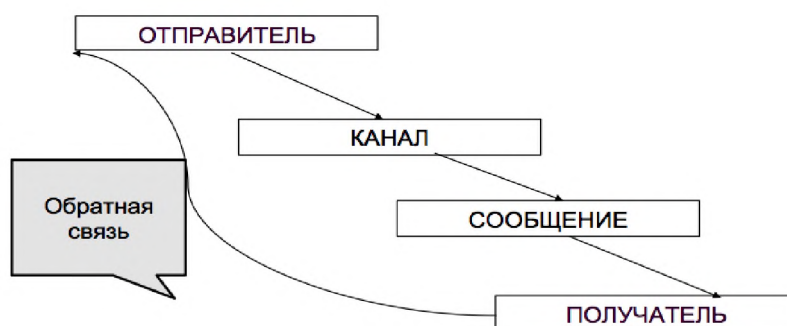 ОТПРАВИТЕЛЬ
КАНАЛ
СООБЩЕНИЕ
Обратная
связь
ПОЛУЧАТЕЛЬ